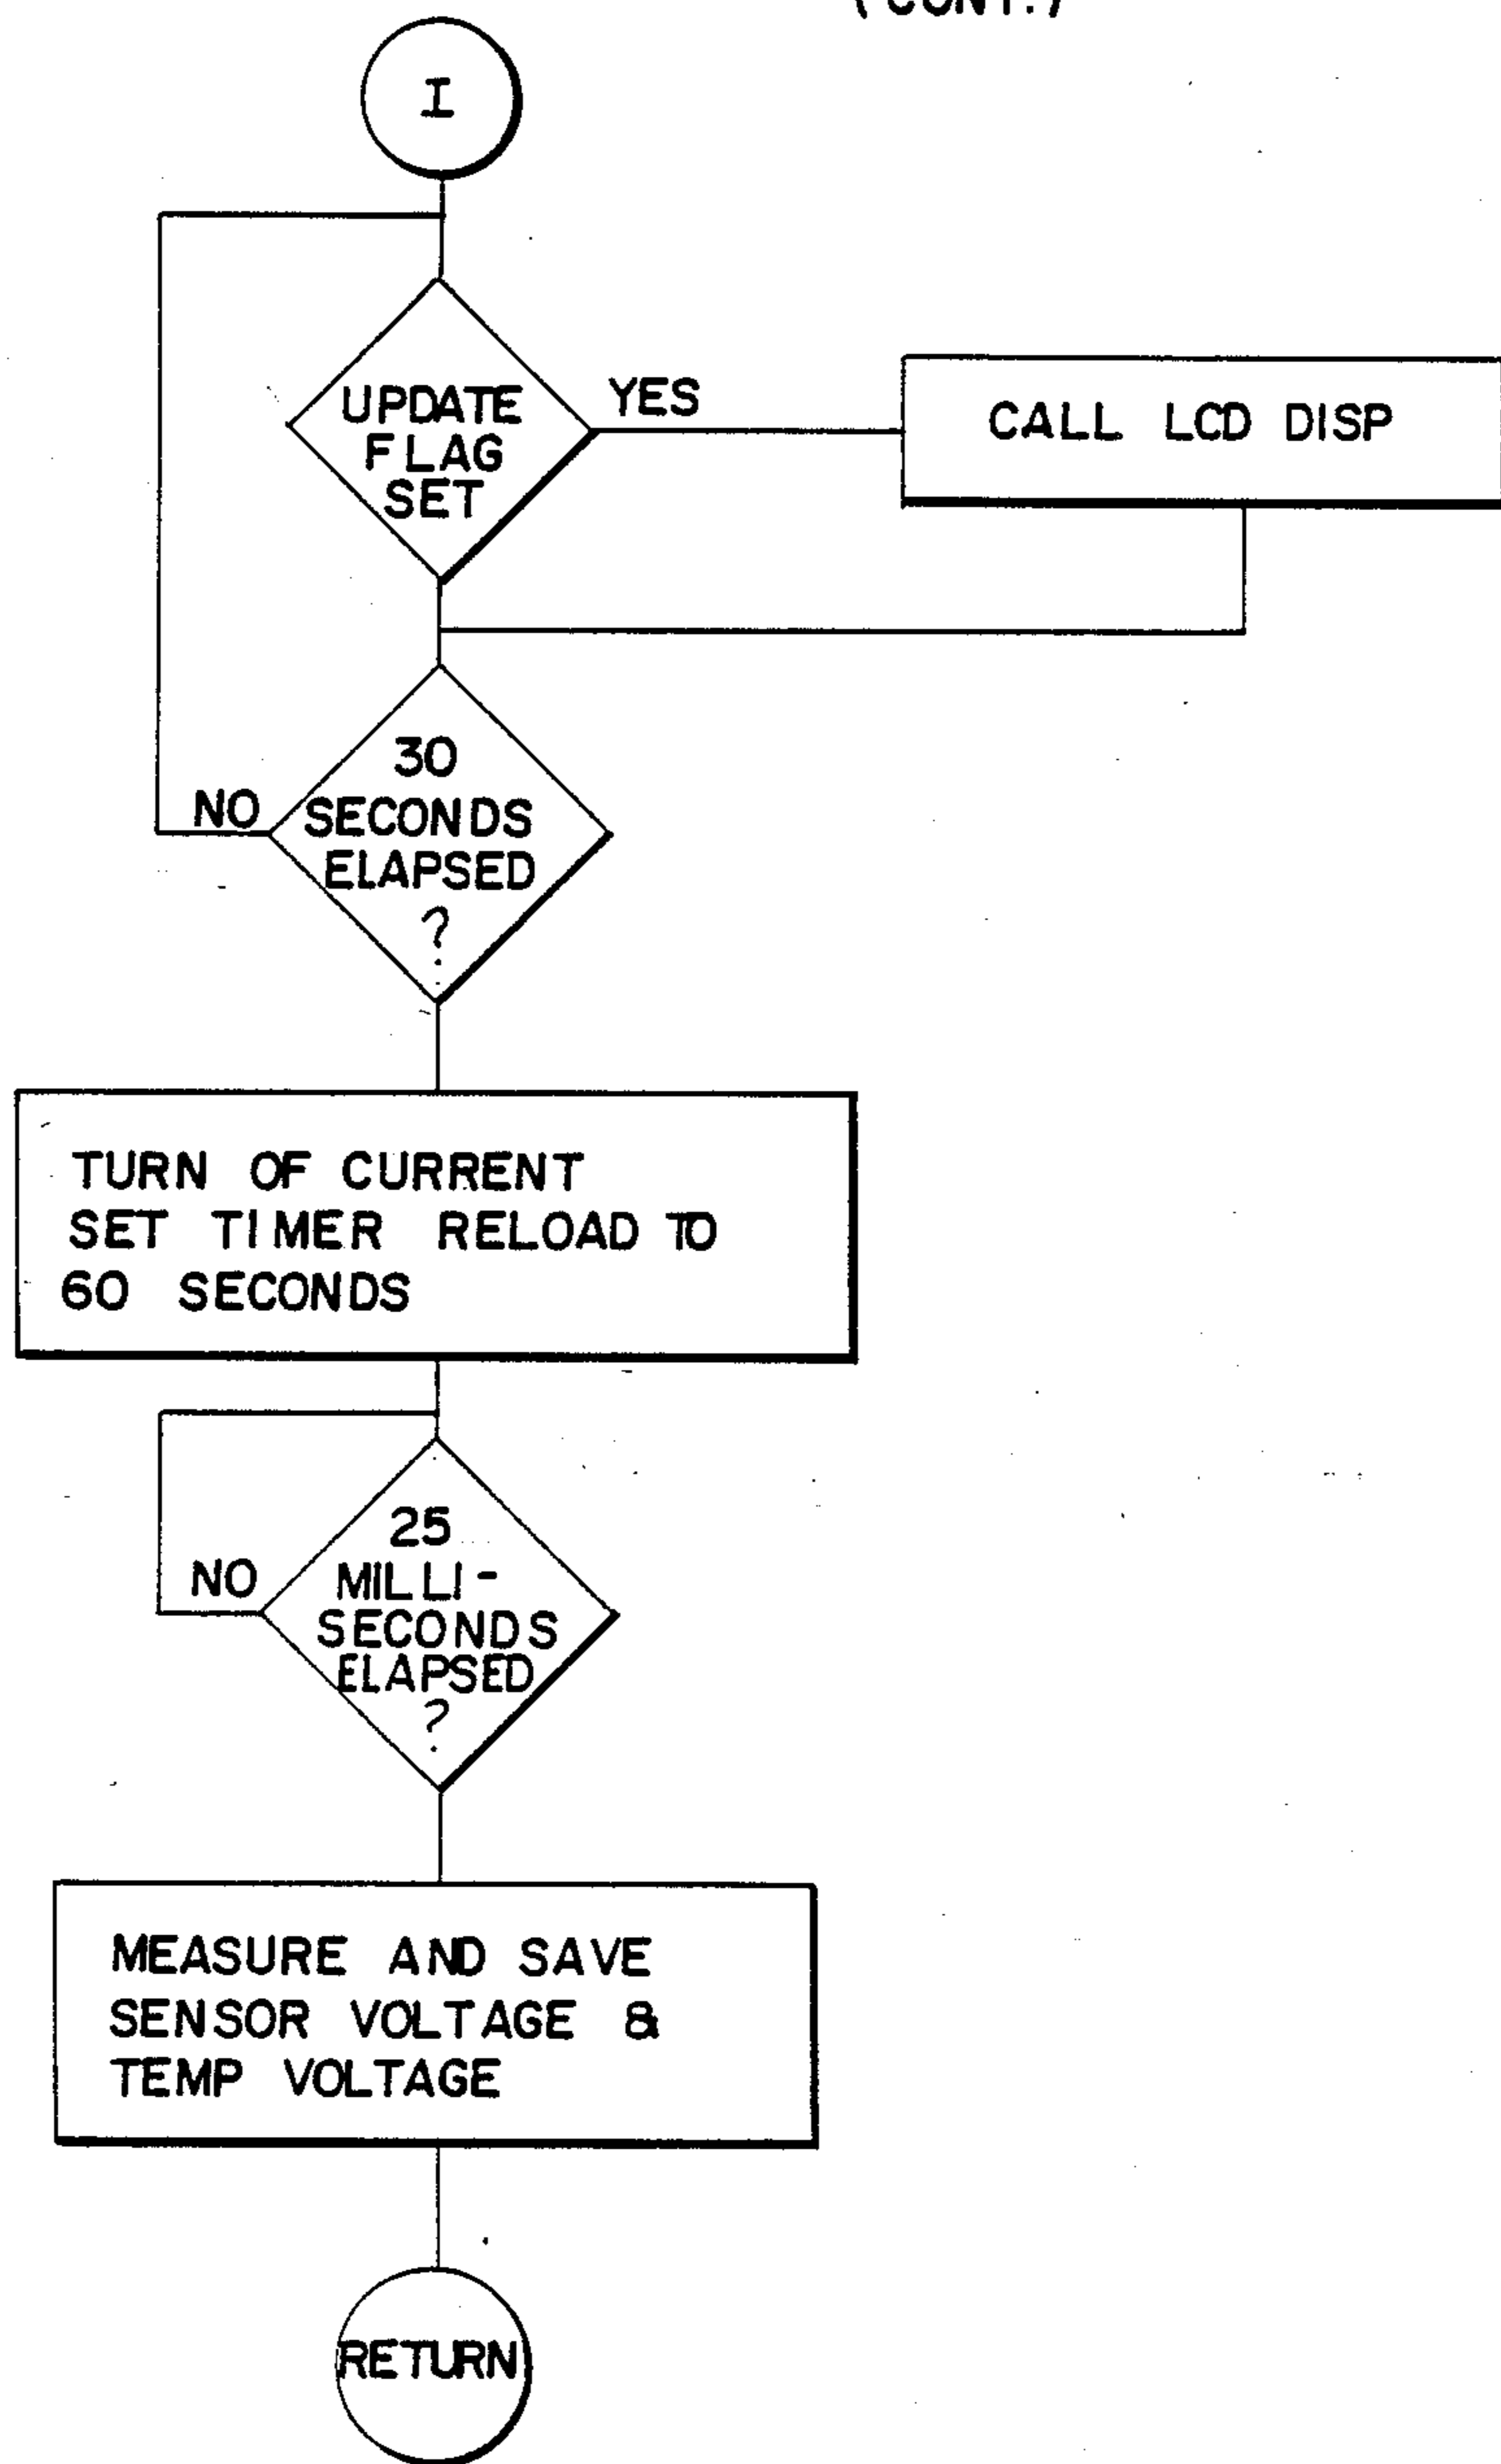 (CONT.)
I
UPDATE
FLAG
SET
YES
CALL LCD DISP
30
SECONDS
ELAPSED
?
NO
TURN OF CURRENT
SET TIMER RELOAD TO
60 SECONDS
25
MILLI-
SECONDS
ELAPSED
?
NO
MEASURE AND SAVE
SENSOR VOLTAGE &
TEMP VOLTAGE
RETURN